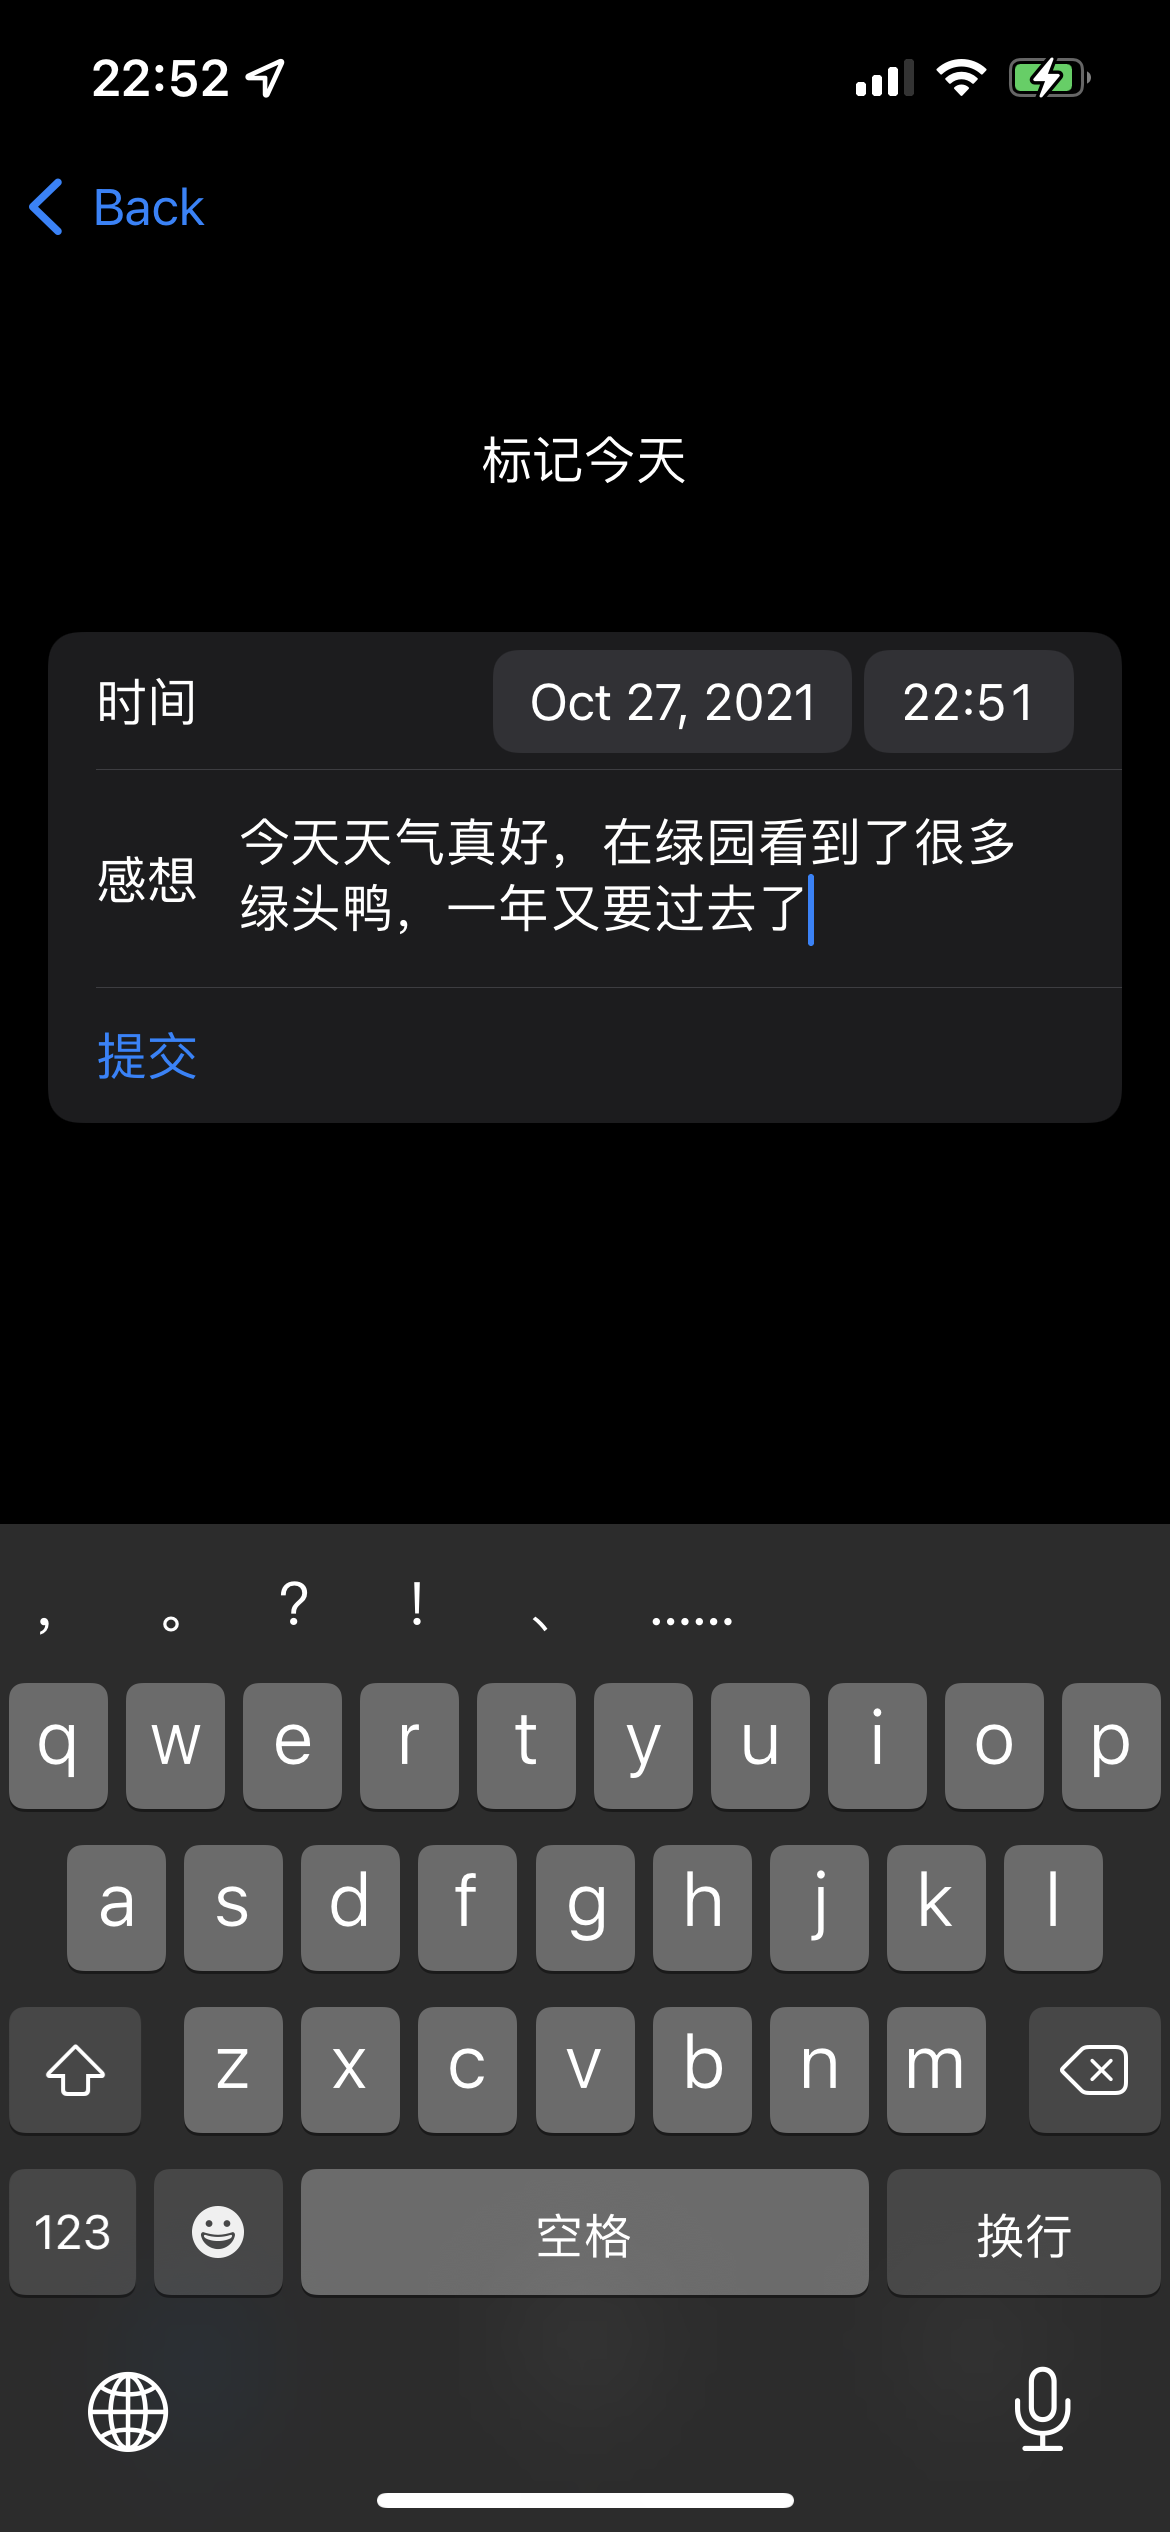 22:52
Back
标记今天
时间 Oct 27, 2021 22:51
感想 今天天气真好，在绿园看到了很多
绿头鸭，一年又要过去了
提交
， 。 ? ! 、 ……
q w e r t y u i o p
a s d f g h j k l
z x c v b n m
123 空格 换行